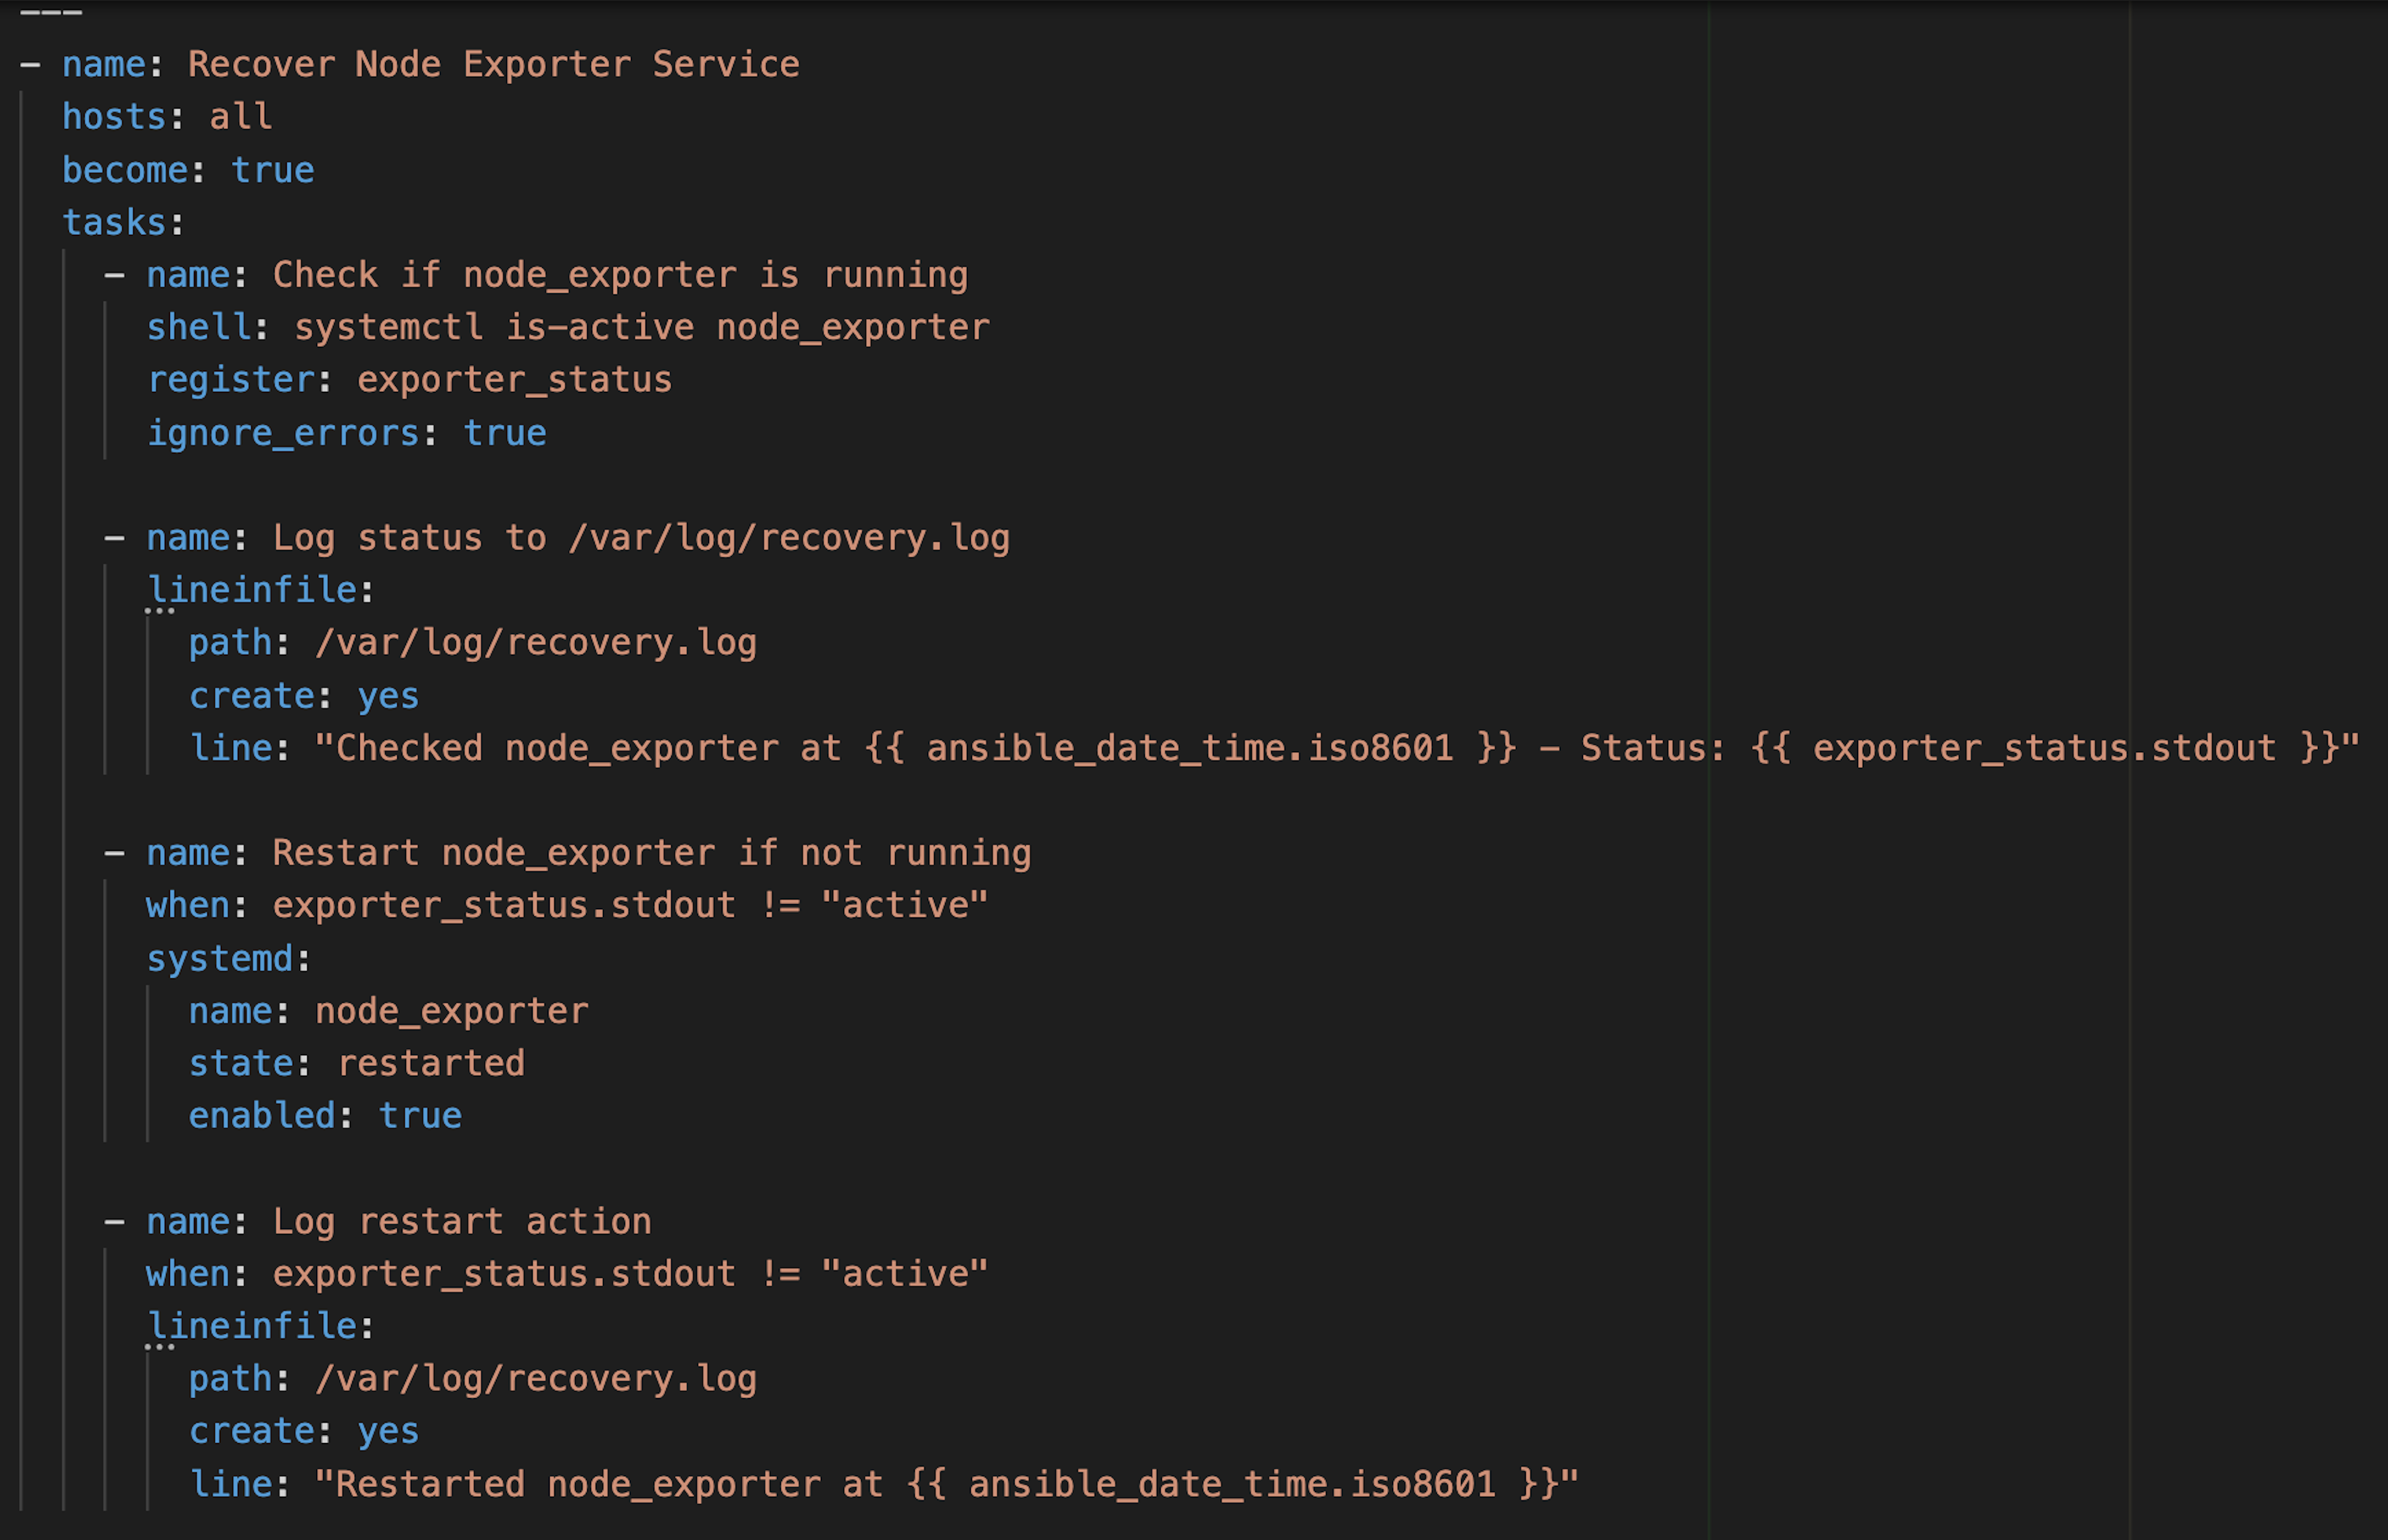 ---
- name: Recover Node Exporter Service
  hosts: all
  become: true
  tasks:
    - name: Check if node_exporter is running
      shell: systemctl is-active node_exporter
      register: exporter_status
      ignore_errors: true

    - name: Log status to /var/log/recovery.log
      lineinfile:
        path: /var/log/recovery.log
        create: yes
        line: "Checked node_exporter at {{ ansible_date_time.iso8601 }} - Status: {{ exporter_status.stdout }}"

    - name: Restart node_exporter if not running
      when: exporter_status.stdout != "active"
      systemd:
        name: node_exporter
        state: restarted
        enabled: true

    - name: Log restart action
      when: exporter_status.stdout != "active"
      lineinfile:
        path: /var/log/recovery.log
        create: yes
        line: "Restarted node_exporter at {{ ansible_date_time.iso8601 }}"